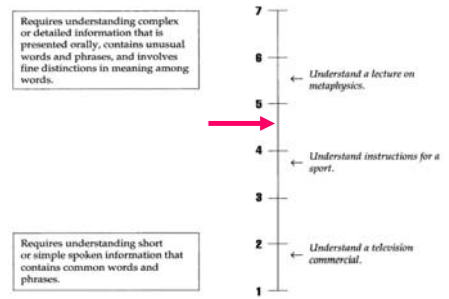 Requires understanding complex
or detailed information that is
presented orally, contains unusual
words and phrases, and involves
fine distinctions in meaning among
words.
7
6
← Understand a lecture on
metaphysics.
5
4
← Understand instructions for a
sport.
3
Requires understanding short
or simple spoken information that
contains common words and
phrases.
2
← Understand a television
commercial.
1